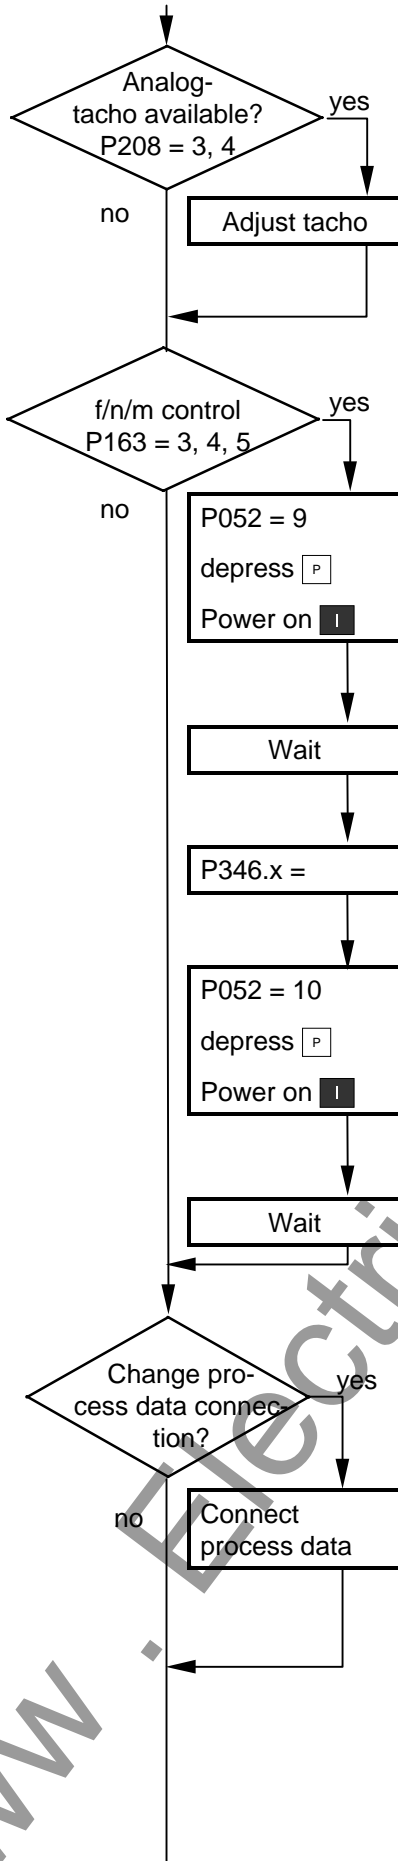 Analog-
tacho available?
P208 = 3, 4
yes
no
Adjust tacho
f/n/m control
P163 = 3, 4, 5
yes
no
P052 = 9
depress P
Power on I
Wait
P346.x =
P052 = 10
depress P
Power on I
Wait
Change pro-
cess data connec-
tion?
yes
no
Connect
process data
w . Electri